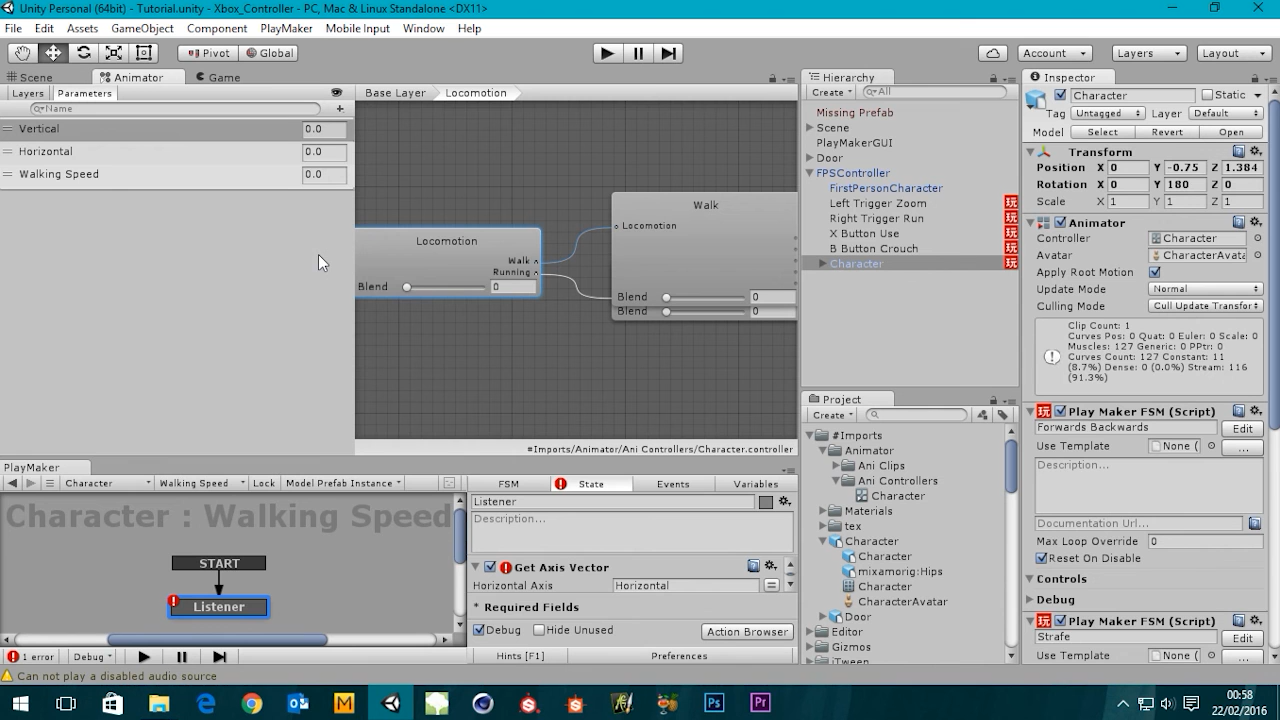 Unity Personal (64bit) - Tutorial.unity - Xbox_Controller - PC, Mac & Linux Standalone <DX11>
File Edit Assets GameObject Component PlayMaker Mobile Input Window Help
Pivot Global Account Layers Layout
Scene Animator Game
Layers Parameters
Base Layer Locomotion
Name
Vertical 0.0
Horizontal 0.0
Walking Speed 0.0
Locomotion
Walk
Running
Blend 0
Walk
Locomotion
Blend 0
Blend 0
#Imports/Animator/Ani Controllers/Character.controller
Hierarchy
Create All
Missing Prefab
Scene
PlayMakerGUI
Door
FPSController
FirstPersonCharacter
Left Trigger Zoom
Right Trigger Run
X Button Use
B Button Crouch
Character
Project
Create
#Imports
Animator
Ani Clips
Ani Controllers
Character
Materials
tex
Character
Character
mixamorig:Hips
Character
CharacterAvatar
Door
Editor
Gizmos
iTween
Inspector
Character Static
Tag Untagged Layer Default
Model Select Revert Open
Transform
Position X 0 Y -0.75 Z 1.384
Rotation X 0 Y 180 Z 0
Scale X 1 Y 1 Z 1
Animator
Controller Character
Avatar CharacterAvata
Apply Root Motion
Update Mode Normal
Culling Mode Cull Update Transfor
Clip Count: 1
Curves Pos: 0 Quat: 0 Euler: 0 Scale: 0
Muscles: 127 Generic: 0 PPtr: 0
Curves Count: 127 Constant: 11
(8.7%) Dense: 0 (0.0%) Stream: 116
(91.3%)
玩 Play Maker FSM (Script)
Forwards Backwards Edit
Use Template None ( ...
Description...
Documentation Url...
Max Loop Override 0
Reset On Disable
Controls
Debug
玩 Play Maker FSM (Script)
Strafe Edit
Use Template None ( ...
PlayMaker
Character Walking Speed Lock Model Prefab Instance
Character : Walking Speed
START
Listener
1 error Debug
FSM State Events Variables
Listener
Description...
Get Axis Vector
Horizontal Axis Horizontal
* Required Fields
Debug Hide Unused Action Browser
Hints [F1] Preferences
Can not play a disabled audio source
00:58
22/02/2016